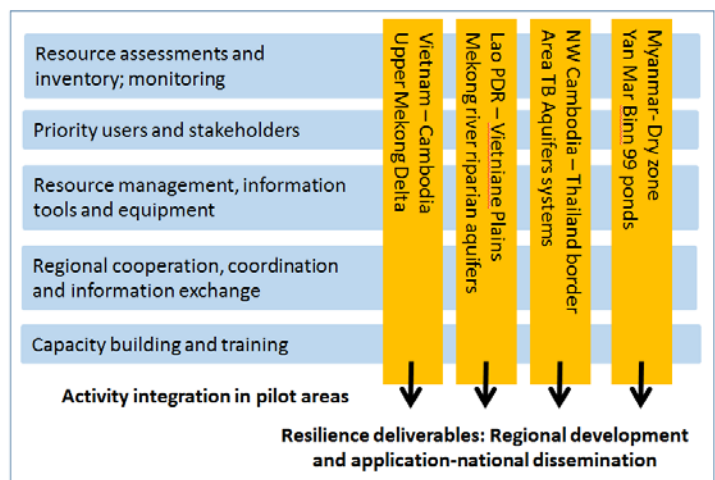 Resource assessments and
inventory; monitoring
Priority users and stakeholders
Resource management, information
tools and equipment
Regional cooperation, coordination
and information exchange
Capacity building and training
Vietnam – Cambodia
Upper Mekong Delta
Lao PDR – Vietniane Plains
Mekong river riparian aquifers
NW Cambodia – Thailand border
Area TB Aquifers systems
Myanmar- Dry zone
Yan Mar Binn 99 ponds
Activity integration in pilot areas
Resilience deliverables: Regional development
and application-national dissemination